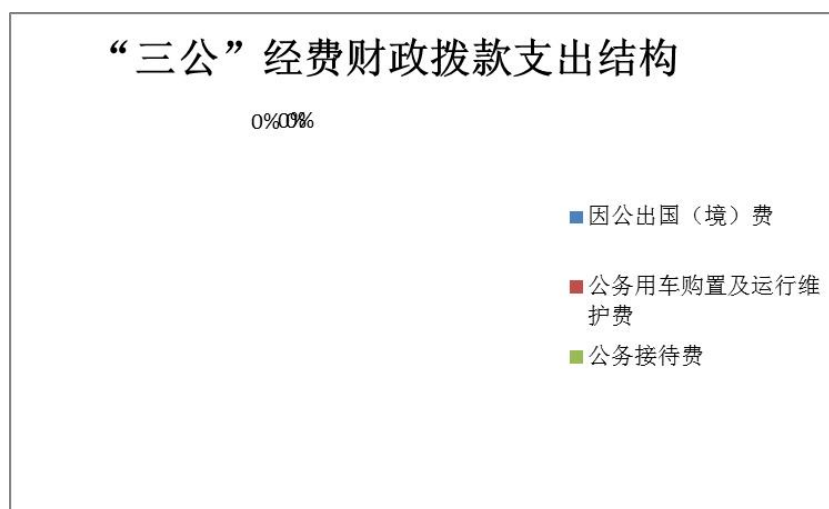 “三公”经费财政拨款支出结构
0%0%0%
因公出国（境）费
公务用车购置及运行维
护费
公务接待费